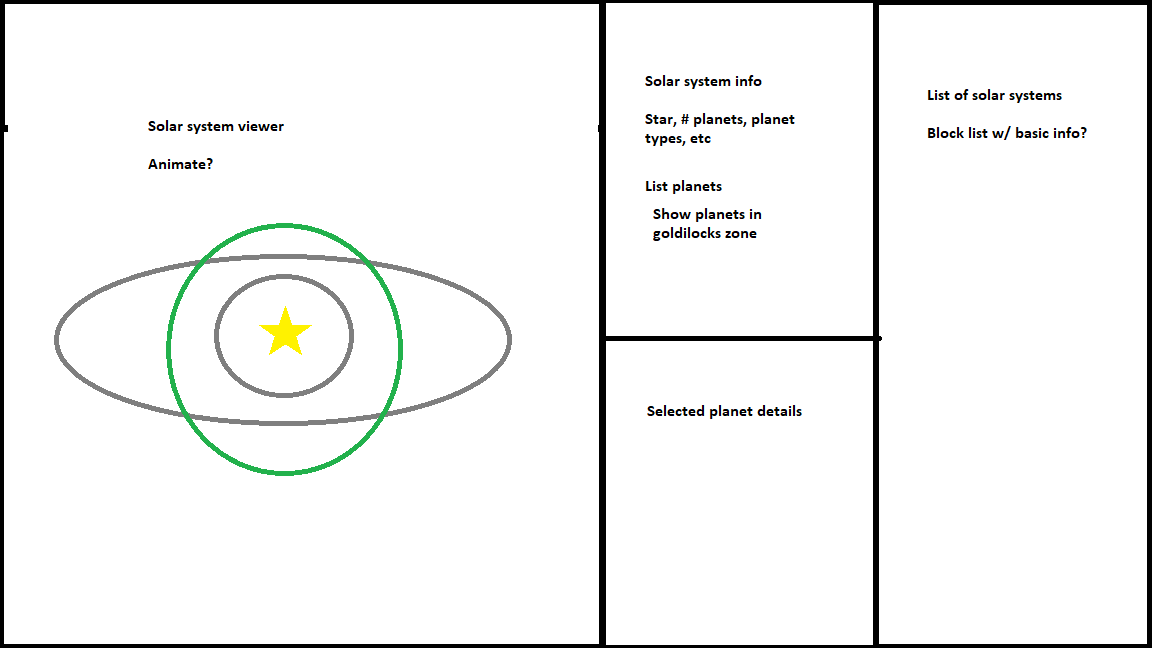 Solar system viewer
Animate?
Solar system info
Star, # planets, planet
types, etc
List planets
Show planets in
goldilocks zone
Selected planet details
List of solar systems
Block list w/ basic info?